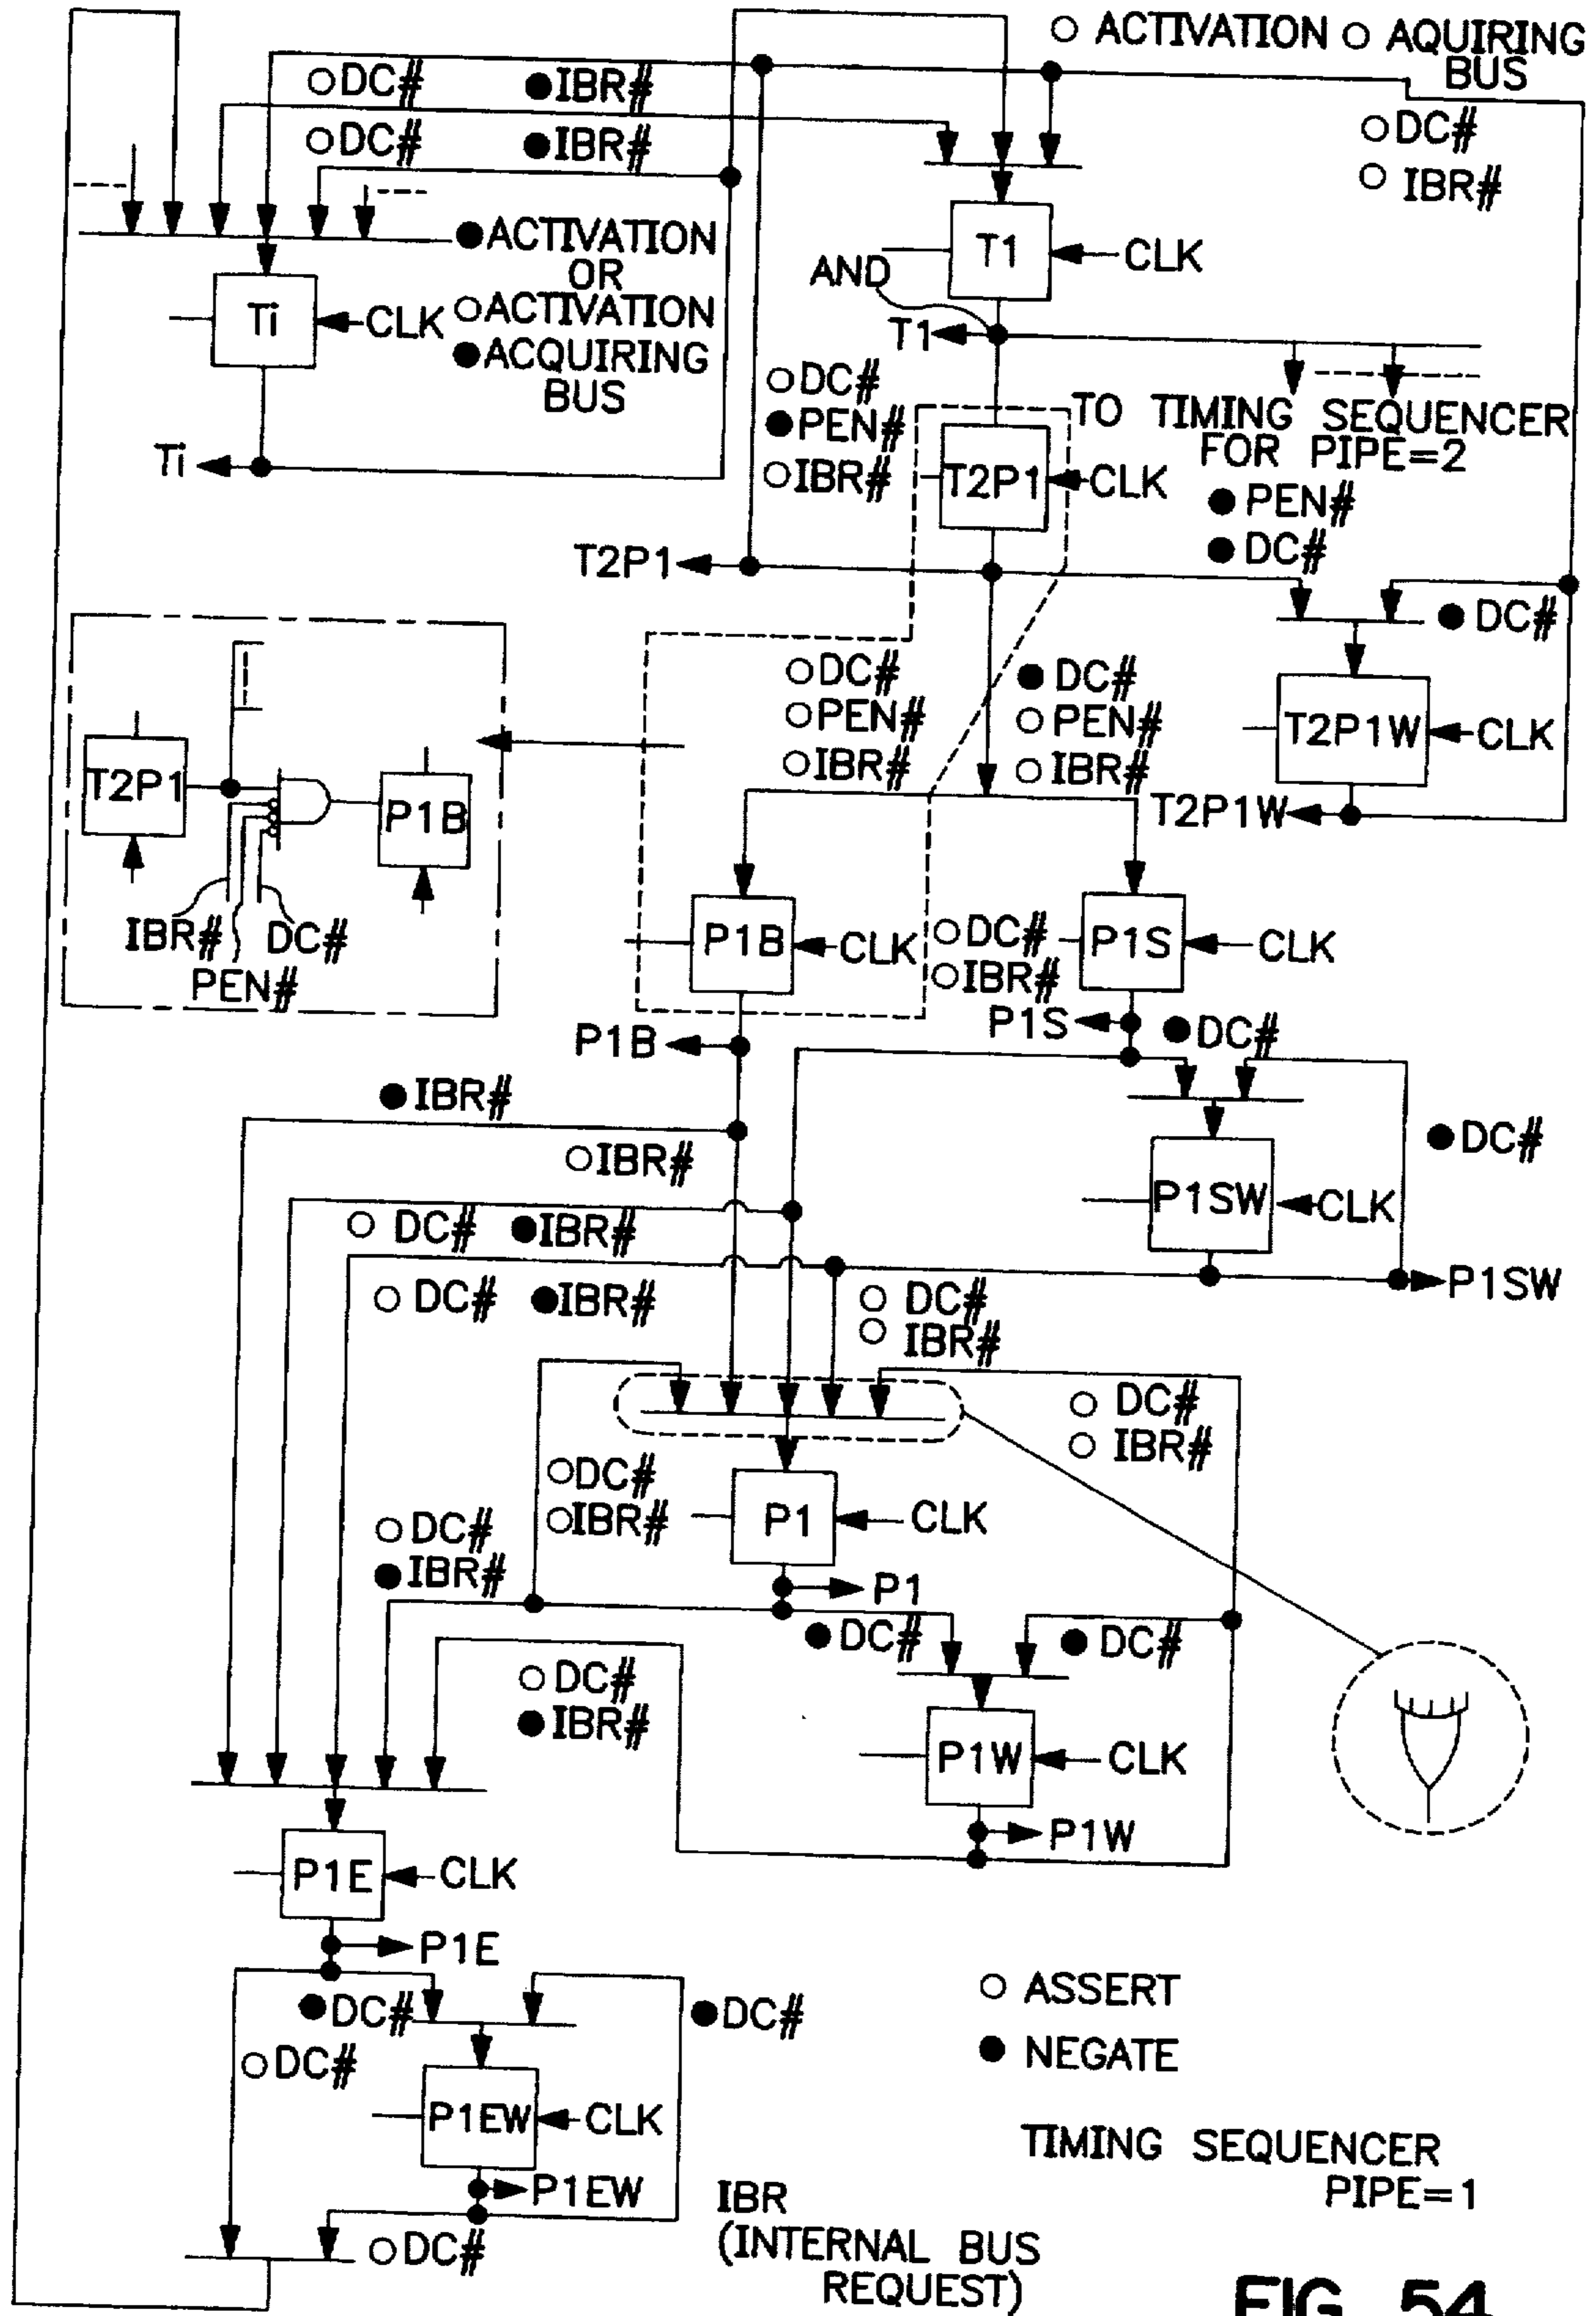 ○ ACTIVATION ○ AQUIRING
BUS
○DC# ●IBR#
○DC#
○DC# ●IBR#
○ IBR#
●ACTIVATION
OR
○ACTIVATION
●ACQUIRING
BUS
T1
CLK
AND
Ti
CLK
T1
○DC#
●PEN#
○IBR#
TO TIMING SEQUENCER
FOR PIPE=2
Ti
T2P1
CLK
●PEN#
●DC#
T2P1
●DC#
○DC#
○PEN#
○IBR#
●DC#
○PEN#
○IBR#
T2P1W
CLK
T2P1
P1B
T2P1W
IBR#
DC#
PEN#
P1B
CLK
○DC#
○IBR#
P1S
CLK
P1B
P1S
●DC#
●IBR#
○IBR#
●DC#
P1SW
CLK
○DC# ●IBR#
P1SW
○DC# ●IBR#
○DC#
○IBR#
○DC#
○IBR#
○DC#
○IBR#
P1
CLK
○DC#
●IBR#
P1
●DC#
●DC#
○DC#
●IBR#
P1W
CLK
P1W
P1E
CLK
P1E
○ ASSERT
●DC#
●DC#
● NEGATE
○DC#
P1EW
CLK
TIMING SEQUENCER
PIPE=1
P1EW
IBR
(INTERNAL BUS
REQUEST)
○DC#
FIG. 54